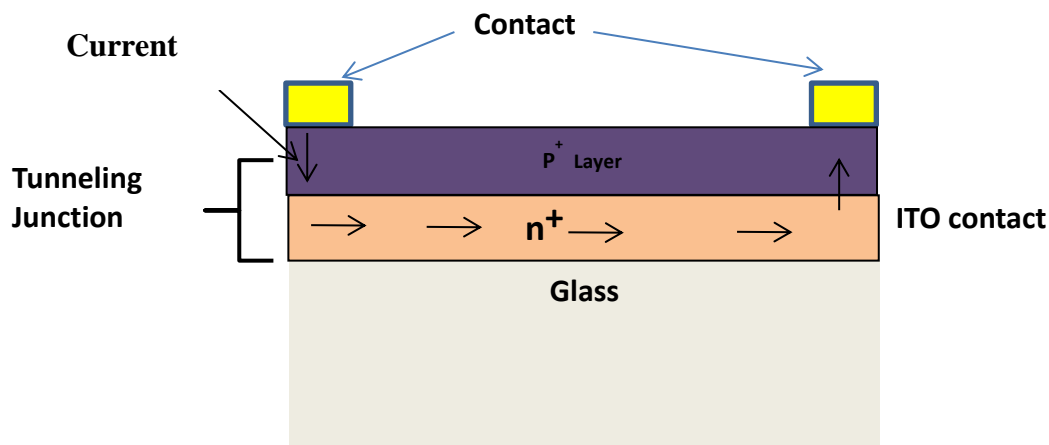 Contact
Current
P+ Layer
Tunneling
Junction
n+
ITO contact
Glass